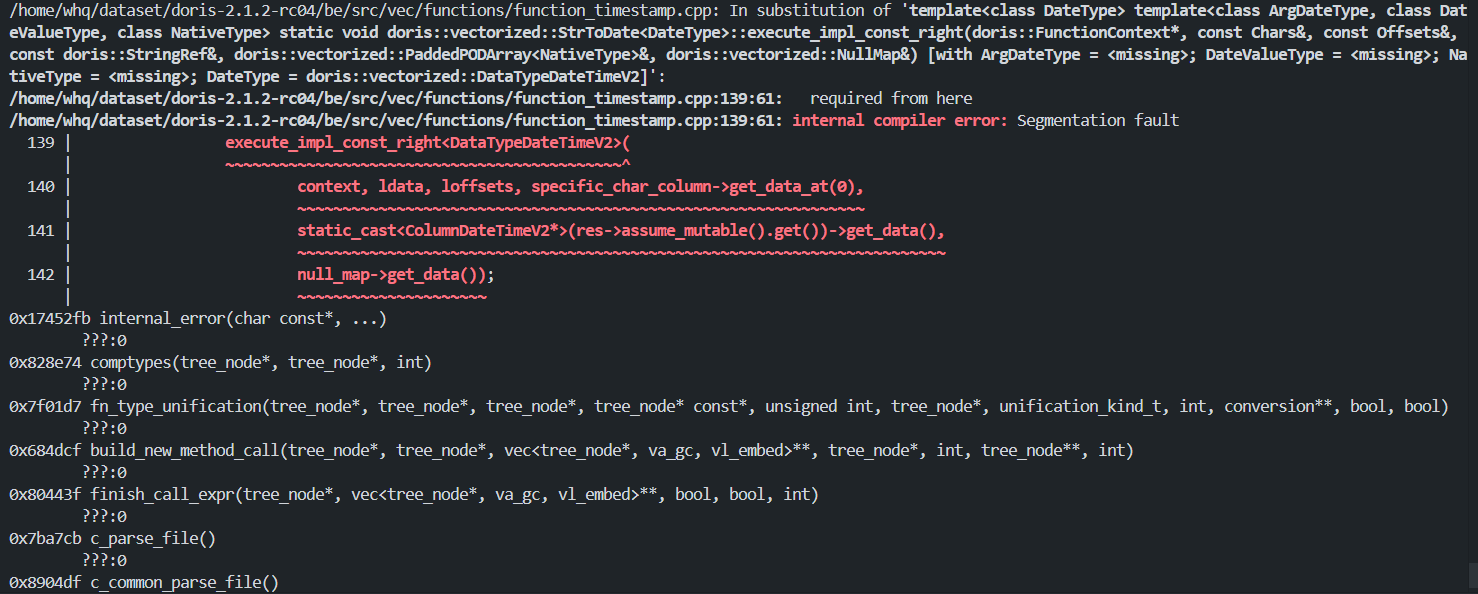 /home/whq/dataset/doris-2.1.2-rc04/be/src/vec/functions/function_timestamp.cpp: In substitution of 'template<class DateType> template<class ArgDateType, class Dat
eValueType, class NativeType> static void doris::vectorized::StrToDate<DateType>::execute_impl_const_right(doris::FunctionContext*, const Chars&, const Offsets&,
const doris::StringRef&, doris::vectorized::PaddedPODArray<NativeType>&, doris::vectorized::NullMap&) [with ArgDateType = <missing>; DateValueType = <missing>; Na
tiveType = <missing>; DateType = doris::vectorized::DataTypeDateTimeV2]':
/home/whq/dataset/doris-2.1.2-rc04/be/src/vec/functions/function_timestamp.cpp:139:61:   required from here
/home/whq/dataset/doris-2.1.2-rc04/be/src/vec/functions/function_timestamp.cpp:139:61: internal compiler error: Segmentation fault
  139 |                 execute_impl_const_right<DataTypeDateTimeV2>(
      |                 ~~~~~~~~~~~~~~~~~~~~~~~~~~~~~~~~~~~~~~~~~~~~^
  140 |                         context, ldata, loffsets, specific_char_column->get_data_at(0),
      |                         ~~~~~~~~~~~~~~~~~~~~~~~~~~~~~~~~~~~~~~~~~~~~~~~~~~~~~~~~~~~~~~~
  141 |                         static_cast<ColumnDateTimeV2*>(res->assume_mutable().get())->get_data(),
      |                         ~~~~~~~~~~~~~~~~~~~~~~~~~~~~~~~~~~~~~~~~~~~~~~~~~~~~~~~~~~~~~~~~~~~~~~~~
  142 |                         null_map->get_data());
      |                         ~~~~~~~~~~~~~~~~~~~~~
0x17452fb internal_error(char const*, ...)
        ???:0
0x828e74 comptypes(tree_node*, tree_node*, int)
        ???:0
0x7f01d7 fn_type_unification(tree_node*, tree_node*, tree_node*, tree_node* const*, unsigned int, tree_node*, unification_kind_t, int, conversion**, bool, bool)
        ???:0
0x684dcf build_new_method_call(tree_node*, tree_node*, vec<tree_node*, va_gc, vl_embed>**, tree_node*, int, tree_node**, int)
        ???:0
0x80443f finish_call_expr(tree_node*, vec<tree_node*, va_gc, vl_embed>**, bool, bool, int)
        ???:0
0x7ba7cb c_parse_file()
        ???:0
0x8904df c_common_parse_file()